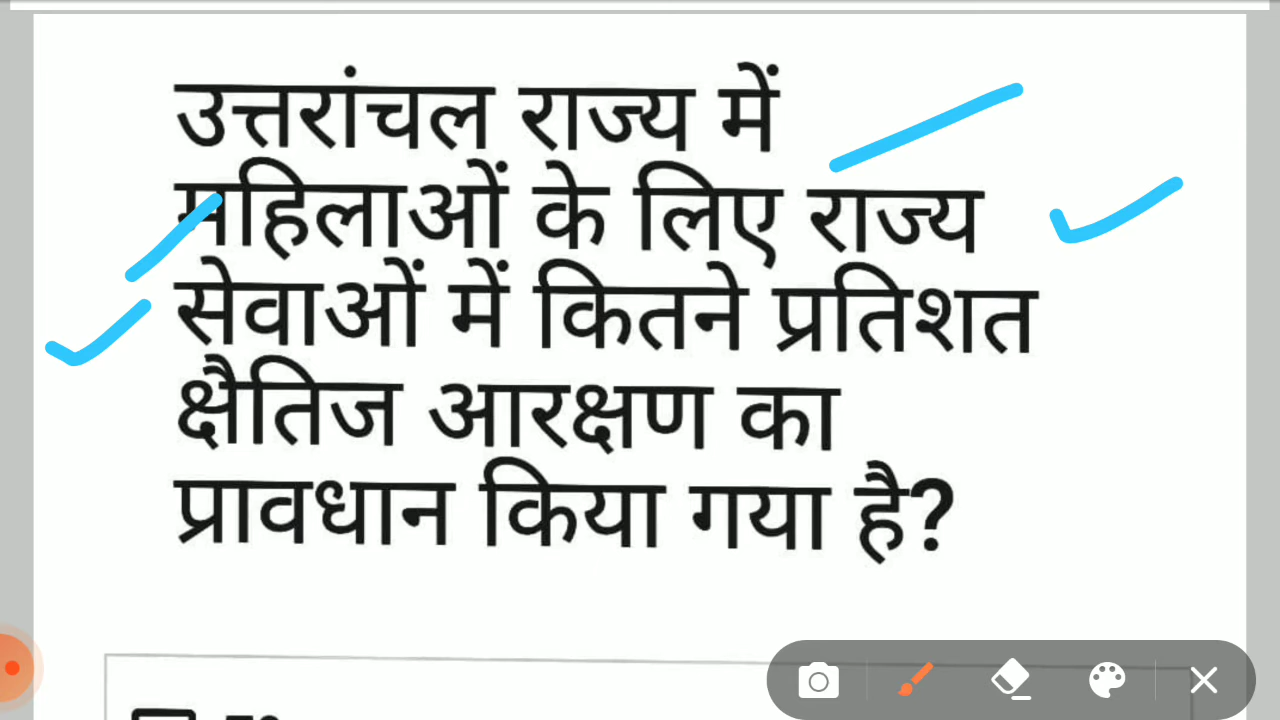 उत्तरांचल राज्य में
महिलाओं के लिए राज्य
सेवाओं में कितने प्रतिशत
क्षैतिज आरक्षण का
प्रावधान किया गया है?